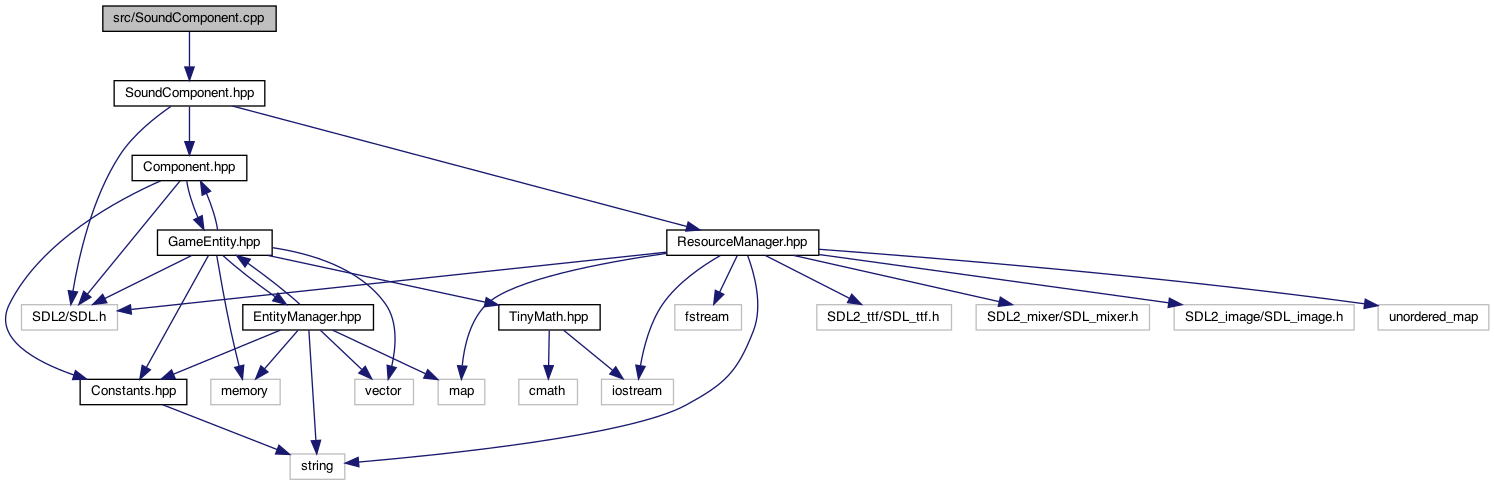 src/SoundComponent.cpp
SoundComponent.hpp
Component.hpp
GameEntity.hpp
ResourceManager.hpp
SDL2/SDL.h
EntityManager.hpp
TinyMath.hpp
fstream
SDL2_ttf/SDL_ttf.h
SDL2_mixer/SDL_mixer.h
SDL2_image/SDL_image.h
unordered_map
Constants.hpp
memory
vector
map
cmath
iostream
string